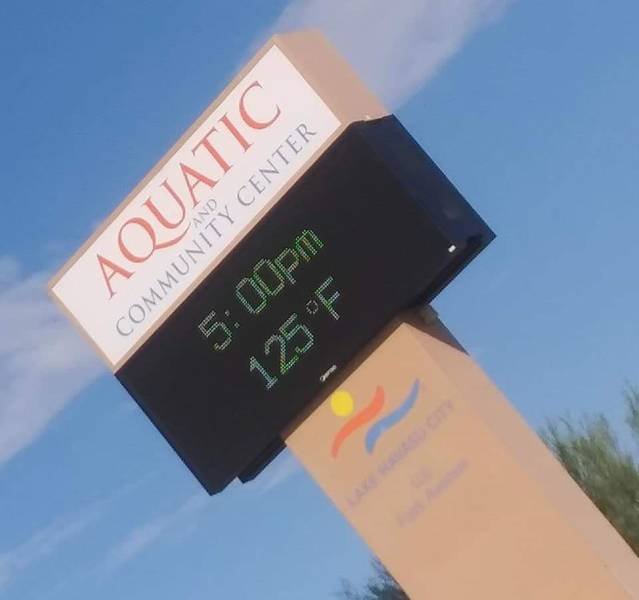 AQUATIC
AND
COMMUNITY CENTER
5:00pm
125°F
LAKE HAVASU CITY